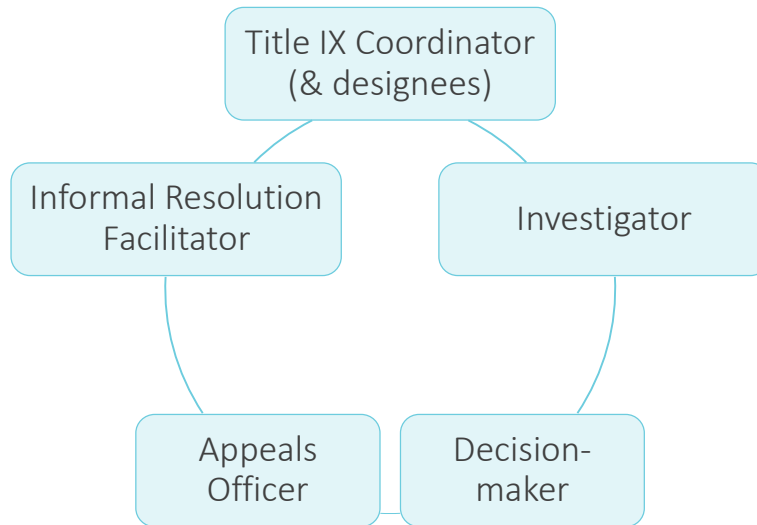 Title IX Coordinator
(& designees)
Informal Resolution
Facilitator
Investigator
Appeals
Officer
Decision-
maker